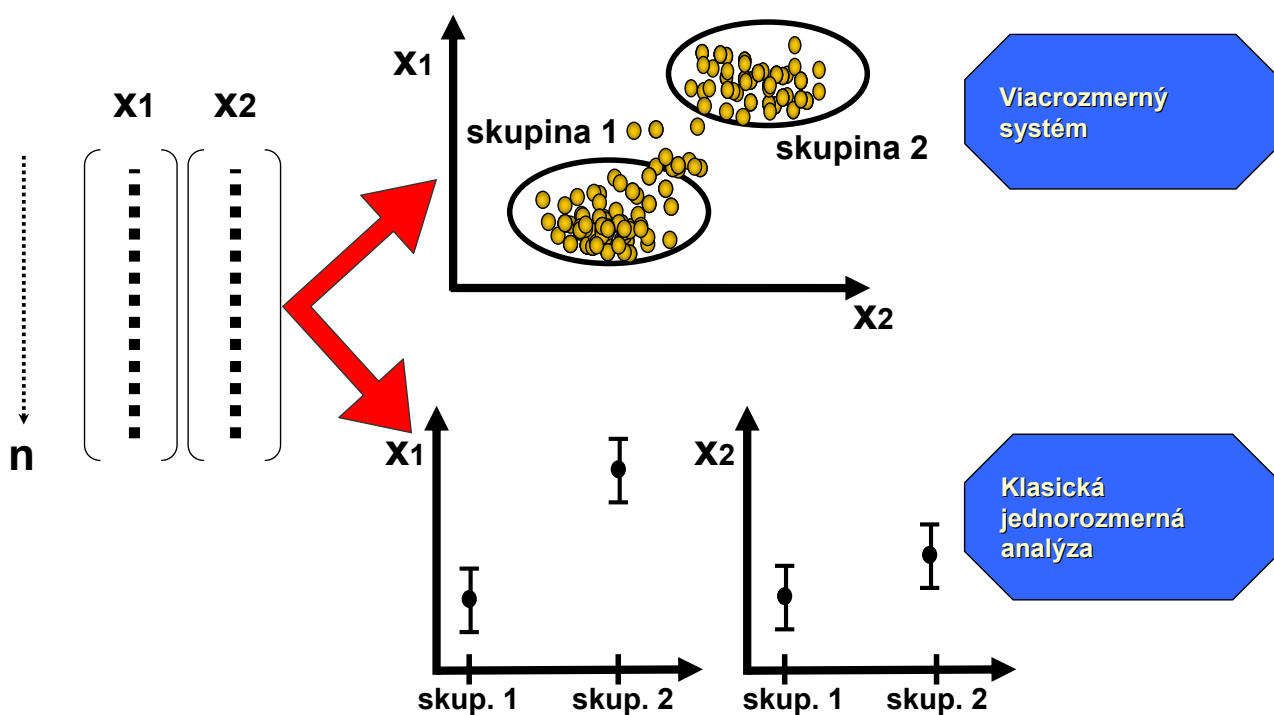 x1 x2
n
x1
skupina 1
skupina 2
x2
Viacrozmerný
systém
x1
skup. 1 skup. 2
x2
skup. 1 skup. 2
Klasická
jednorozmerná
analýza